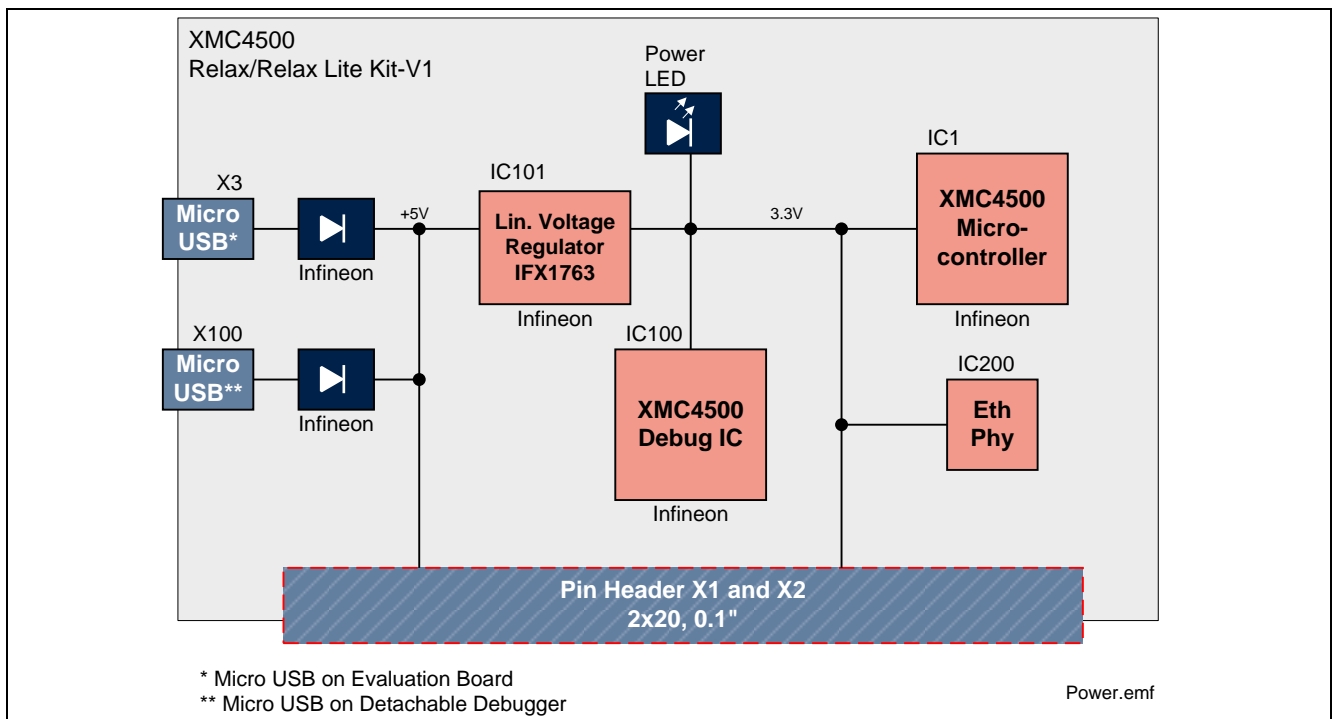 XMC4500
Relax/Relax Lite Kit-V1
Power
LED
IC1
XMC4500
Micro-
controller
Infineon
IC101
Lin. Voltage
Regulator
IFX1763
Infineon
X3
Micro
USB*
Infineon
+5V
3.3V
X100
Micro
USB**
Infineon
IC100
XMC4500
Debug IC
Infineon
IC200
Eth
Phy
Pin Header X1 and X2
2x20, 0.1"
* Micro USB on Evaluation Board
** Micro USB on Detachable Debugger
Power.emf